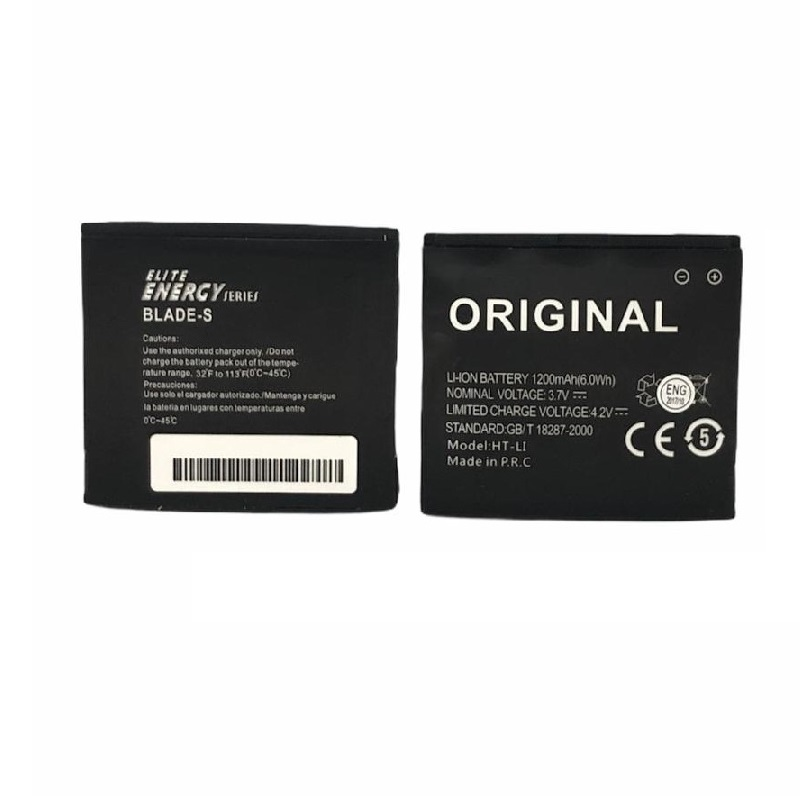 ELITE
ENERGY SERIES
BLADE-S
Cautions:
Use the authorized charger only. /Do not
charge the battery pack out of the tempe-
rature range. 32°F to 113°F(0°C~45°C)
Precauciones:
Use solo el cargador autorizado./Mantenga y carigue
la bateria en lugares con temperaturas entre
0°C~45°C
ORIGINAL
LI-ION BATTERY 1200mAh(6.0Wh)
NOMINAL VOLTAGE: 3.7V
LIMITED CHARGE VOLTAGE:4.2V
STANDARD:GB/T 18287-2000
Model:HT-LI
Made in P.R.C
ENG
CE
5